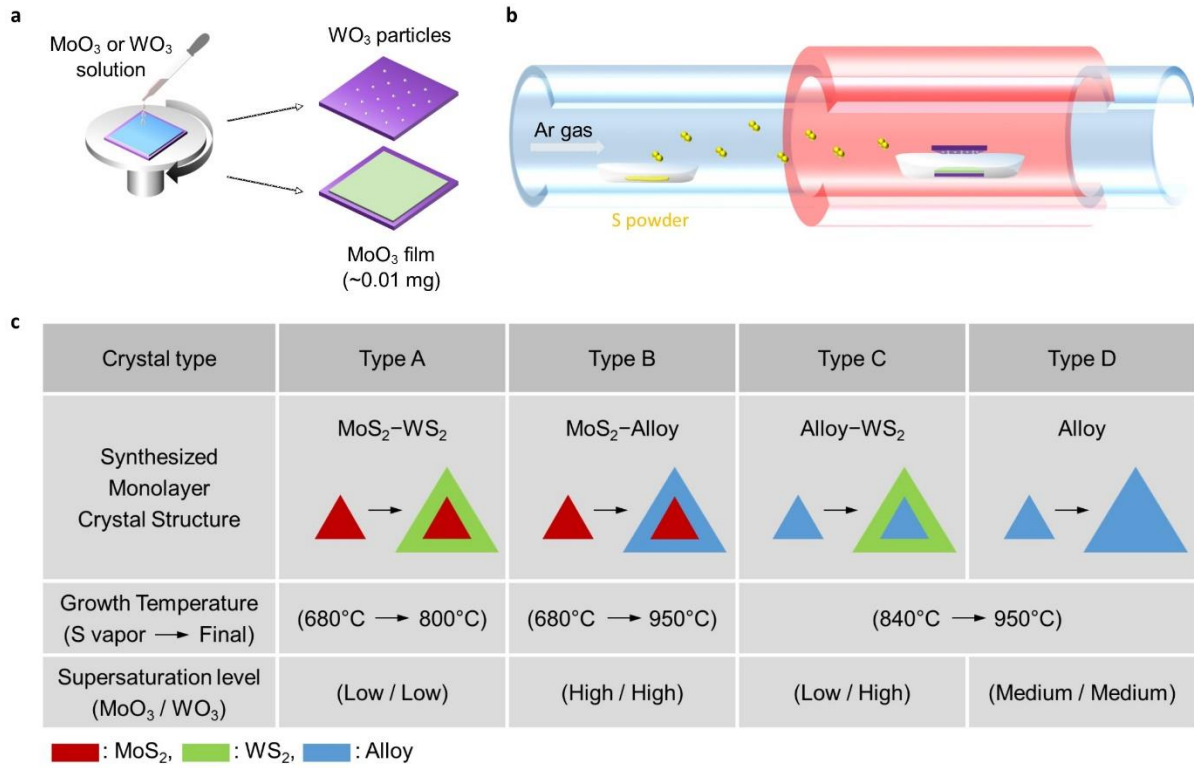 a
MoO₃ or WO₃
solution
WO₃ particles
MoO₃ film
(~0.01 mg)
b
Ar gas
S powder
c
Crystal type
Type A
Type B
Type C
Type D
Synthesized
Monolayer
Crystal Structure
MoS₂−WS₂
MoS₂−Alloy
Alloy−WS₂
Alloy
Growth Temperature
(S vapor → Final)
(680°C → 800°C)
(680°C → 950°C)
(840°C → 950°C)
Supersaturation level
(MoO₃ / WO₃)
(Low / Low)
(High / High)
(Low / High)
(Medium / Medium)
: MoS₂, : WS₂, : Alloy